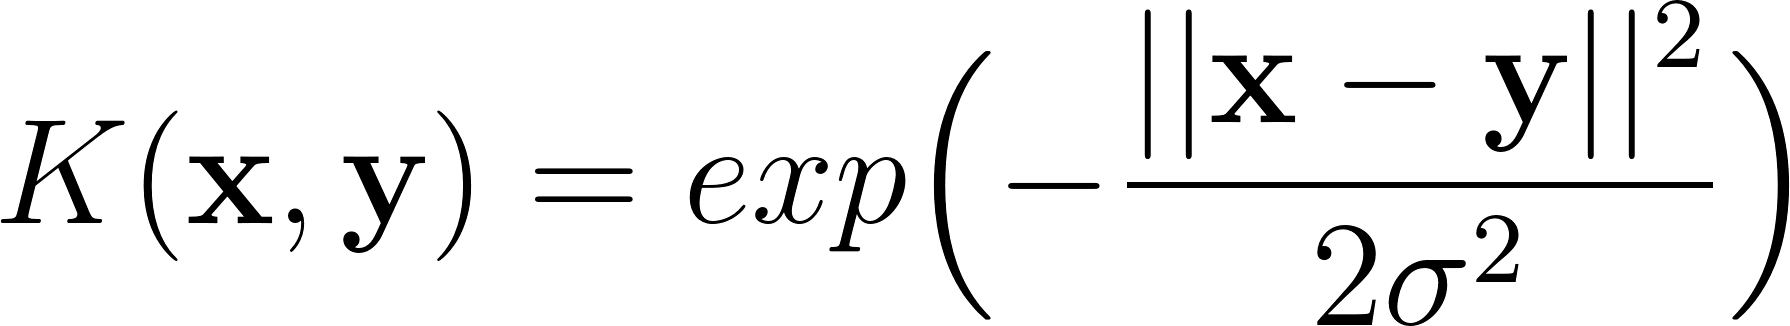 K(𝐱, 𝐲) = exp(−||𝐱 − 𝐲||² / 2σ²)